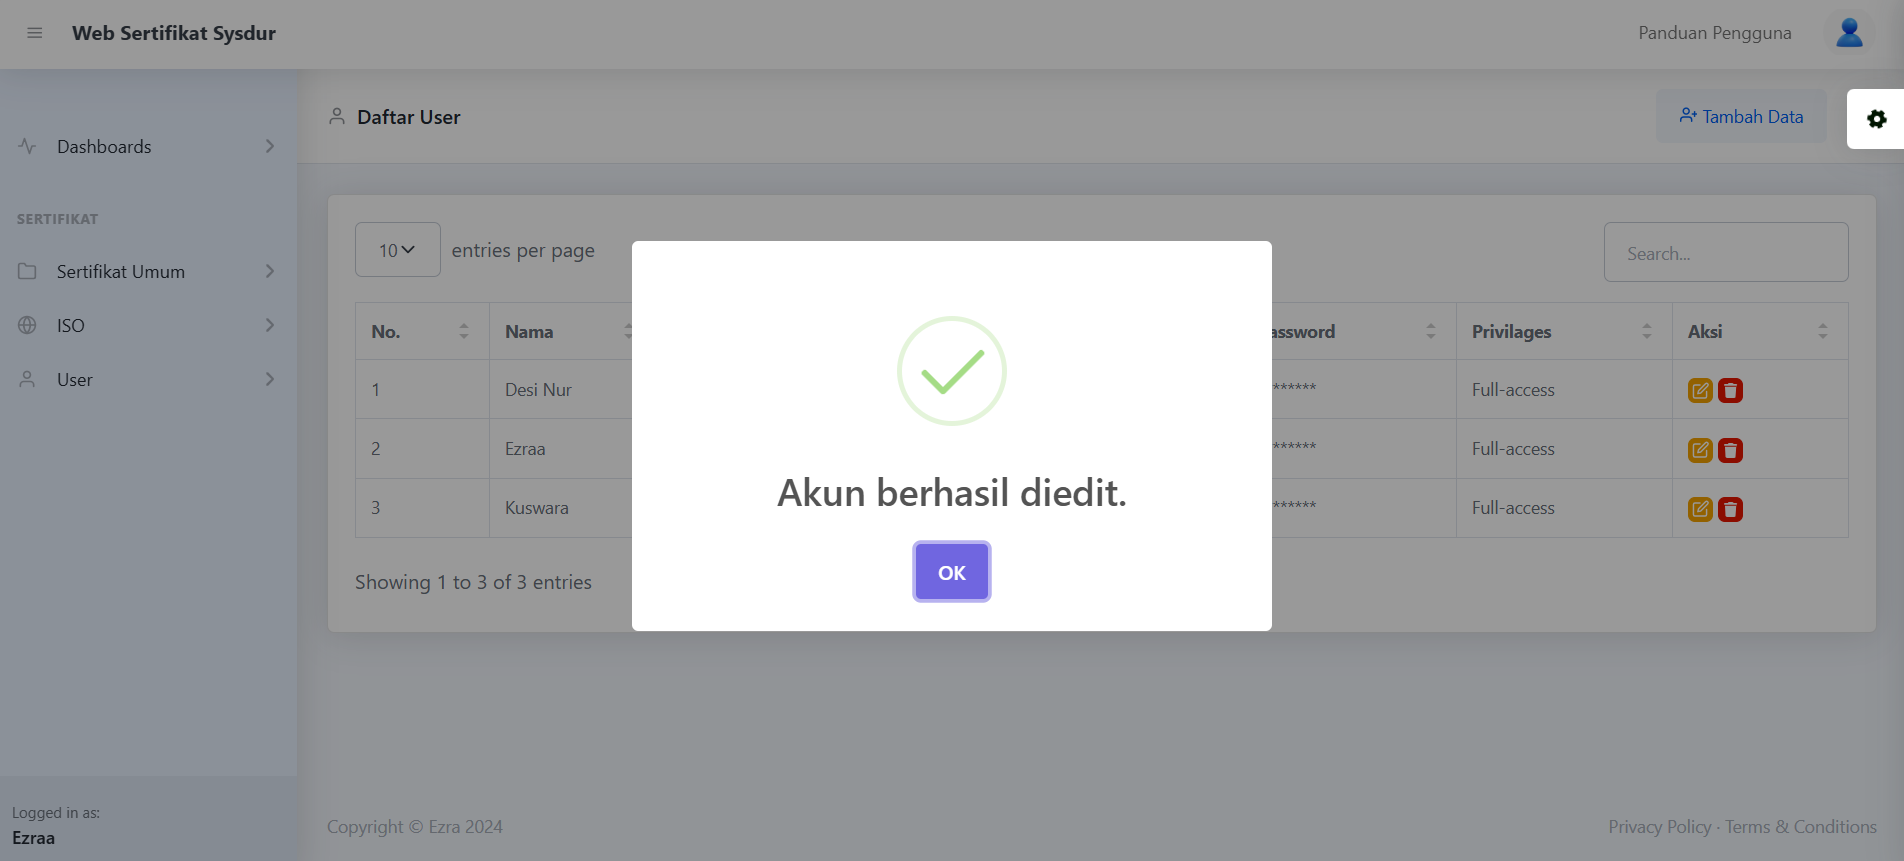 Web Sertifikat Sysdur
Panduan Pengguna
Dashboards
SERTIFIKAT
Sertifikat Umum
ISO
User
Logged in as:
Ezraa
Daftar User
Tambah Data
10 entries per page
Search...
No. Nama assword Privilages Aksi
1 Desi Nur ****** Full-access
2 Ezraa ****** Full-access
3 Kuswara ****** Full-access
Showing 1 to 3 of 3 entries
Akun berhasil diedit.
OK
Copyright © Ezra 2024
Privacy Policy · Terms & Conditions